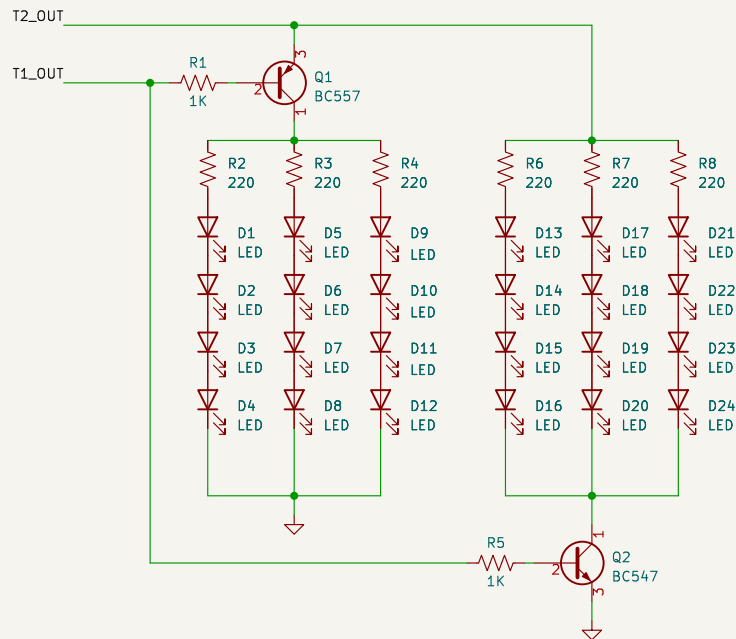 T2_OUT
T1_OUT
R1
1K
3
2
1
Q1
BC557
R2
220
R3
220
R4
220
R6
220
R7
220
R8
220
D1
LED
D5
LED
D9
LED
D13
LED
D17
LED
D21
LED
D2
LED
D6
LED
D10
LED
D14
LED
D18
LED
D22
LED
D3
LED
D7
LED
D11
LED
D15
LED
D19
LED
D23
LED
D4
LED
D8
LED
D12
LED
D16
LED
D20
LED
D24
LED
R5
1K
1
2
3
Q2
BC547